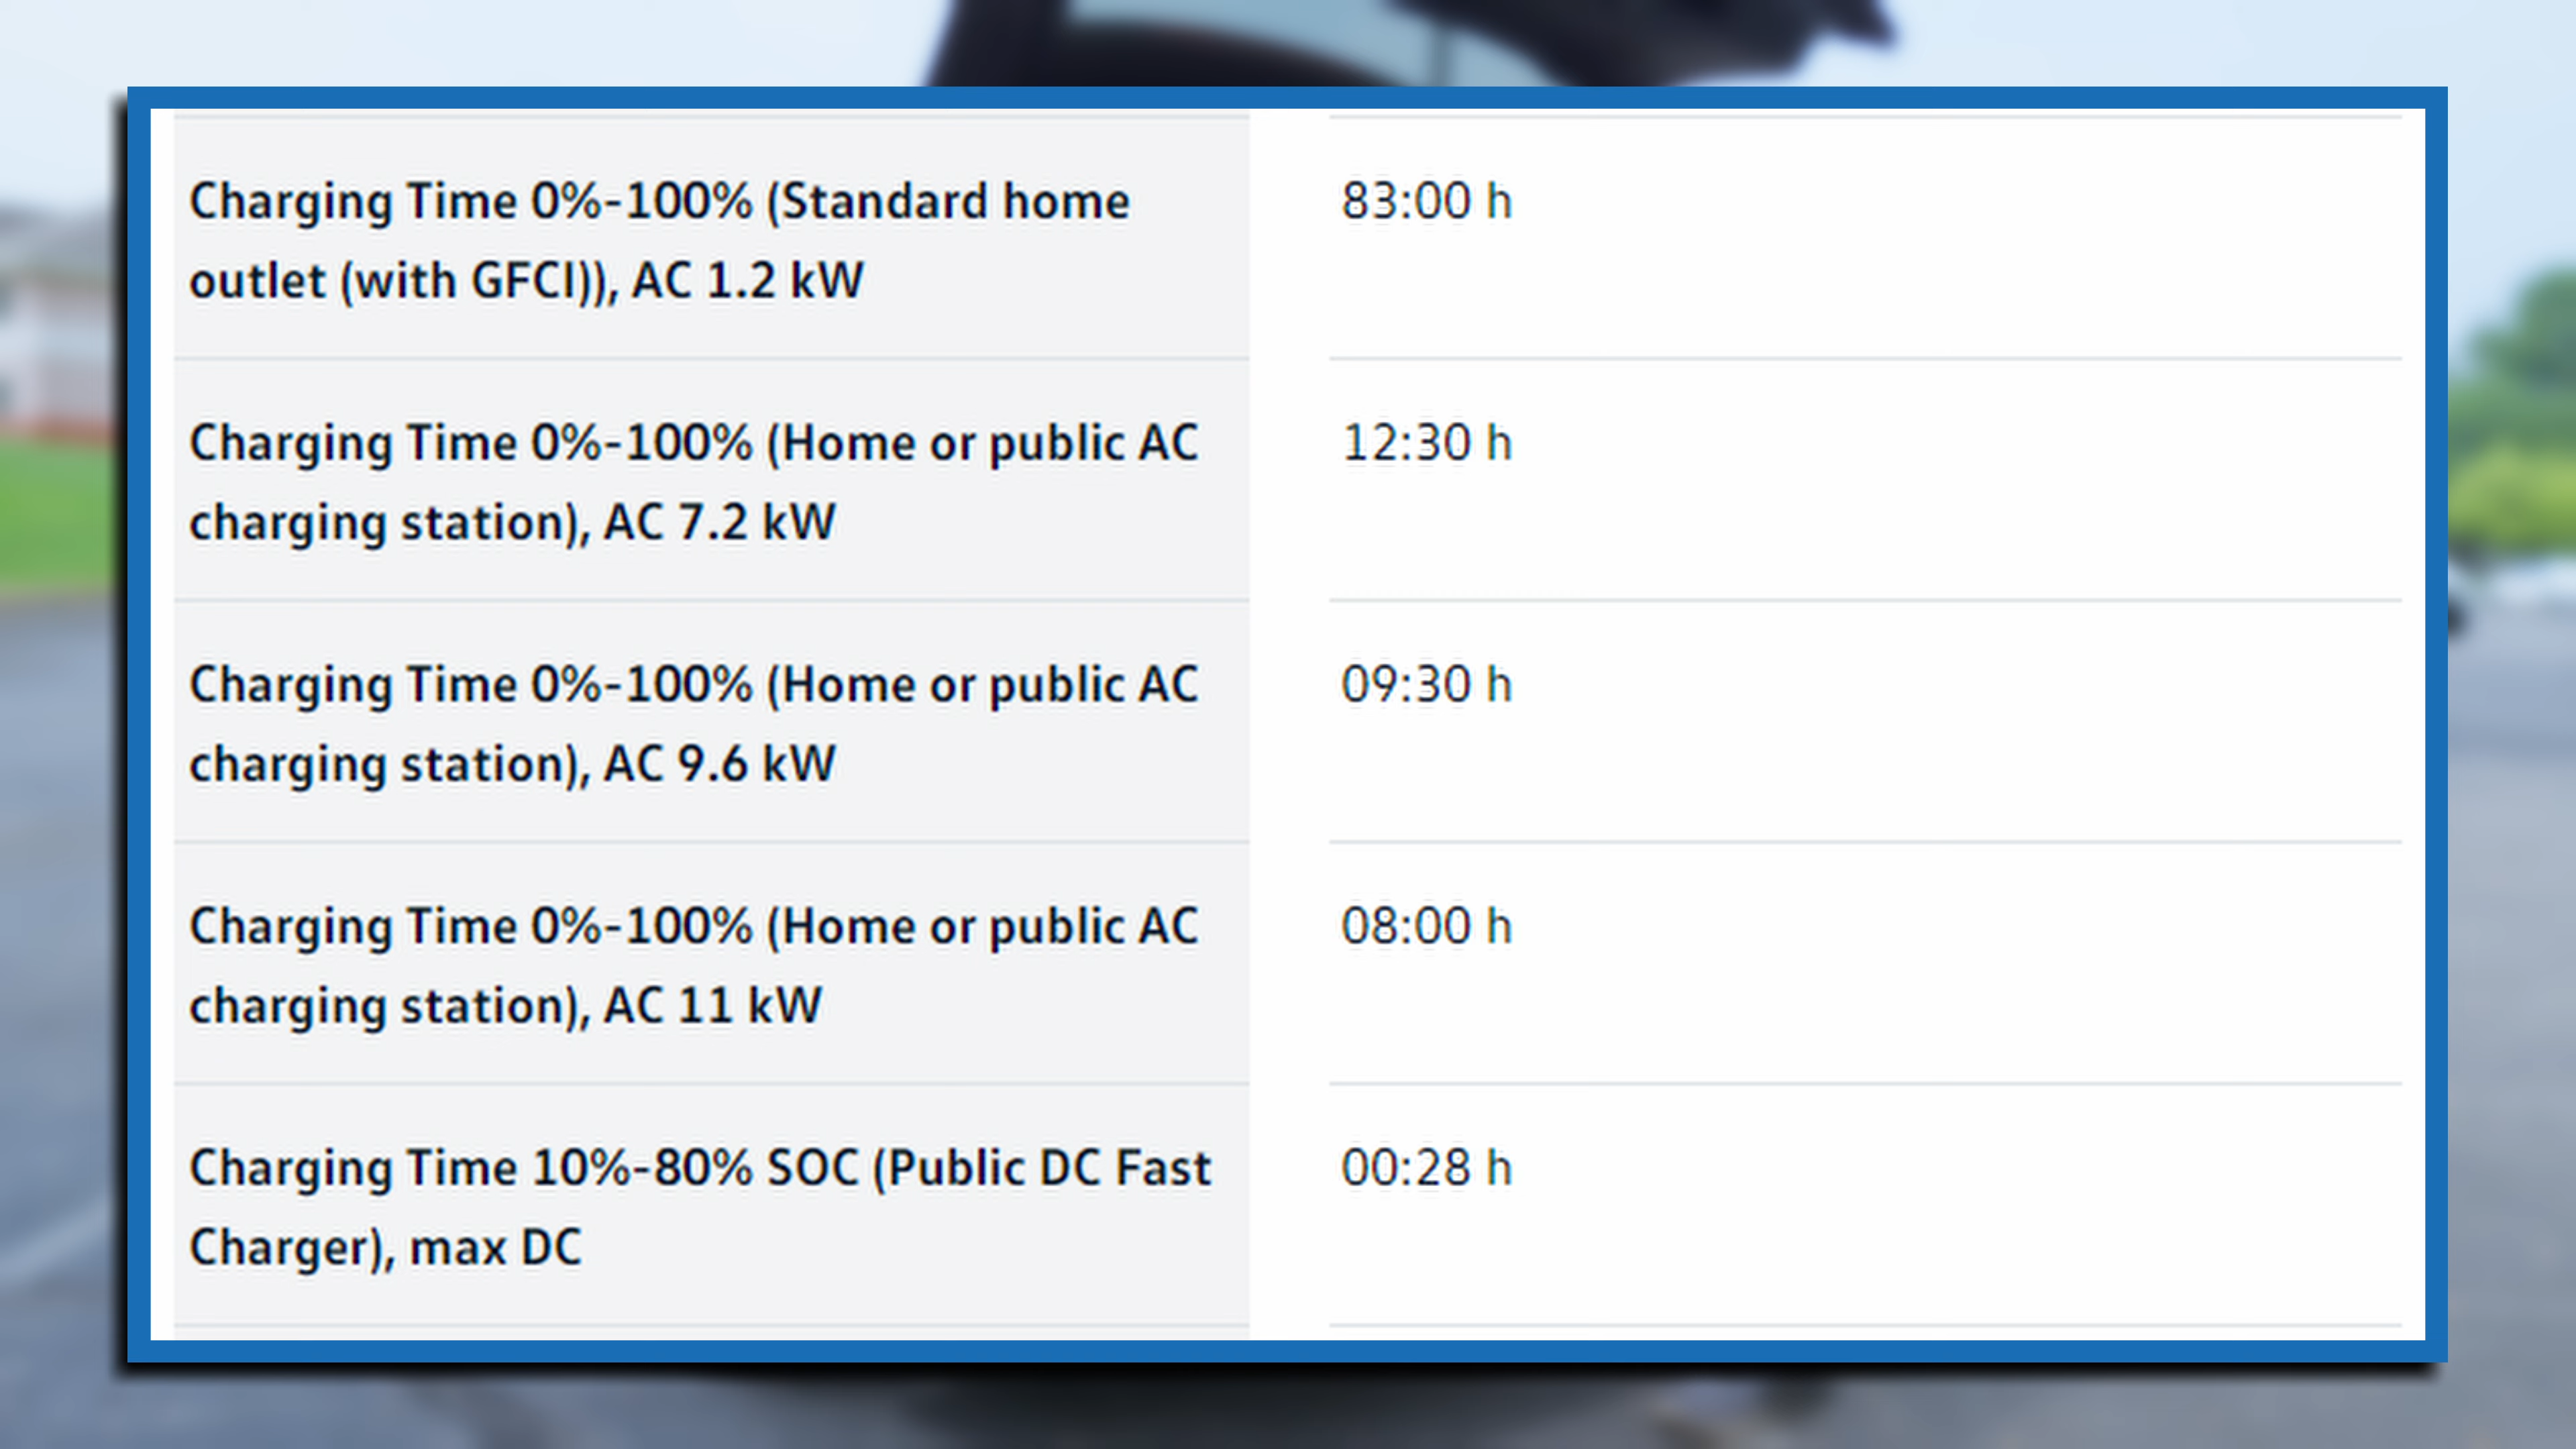 Charging Time 0%-100% (Standard home
outlet (with GFCI)), AC 1.2 kW
83:00 h
Charging Time 0%-100% (Home or public AC
charging station), AC 7.2 kW
12:30 h
Charging Time 0%-100% (Home or public AC
charging station), AC 9.6 kW
09:30 h
Charging Time 0%-100% (Home or public AC
charging station), AC 11 kW
08:00 h
Charging Time 10%-80% SOC (Public DC Fast
Charger), max DC
00:28 h